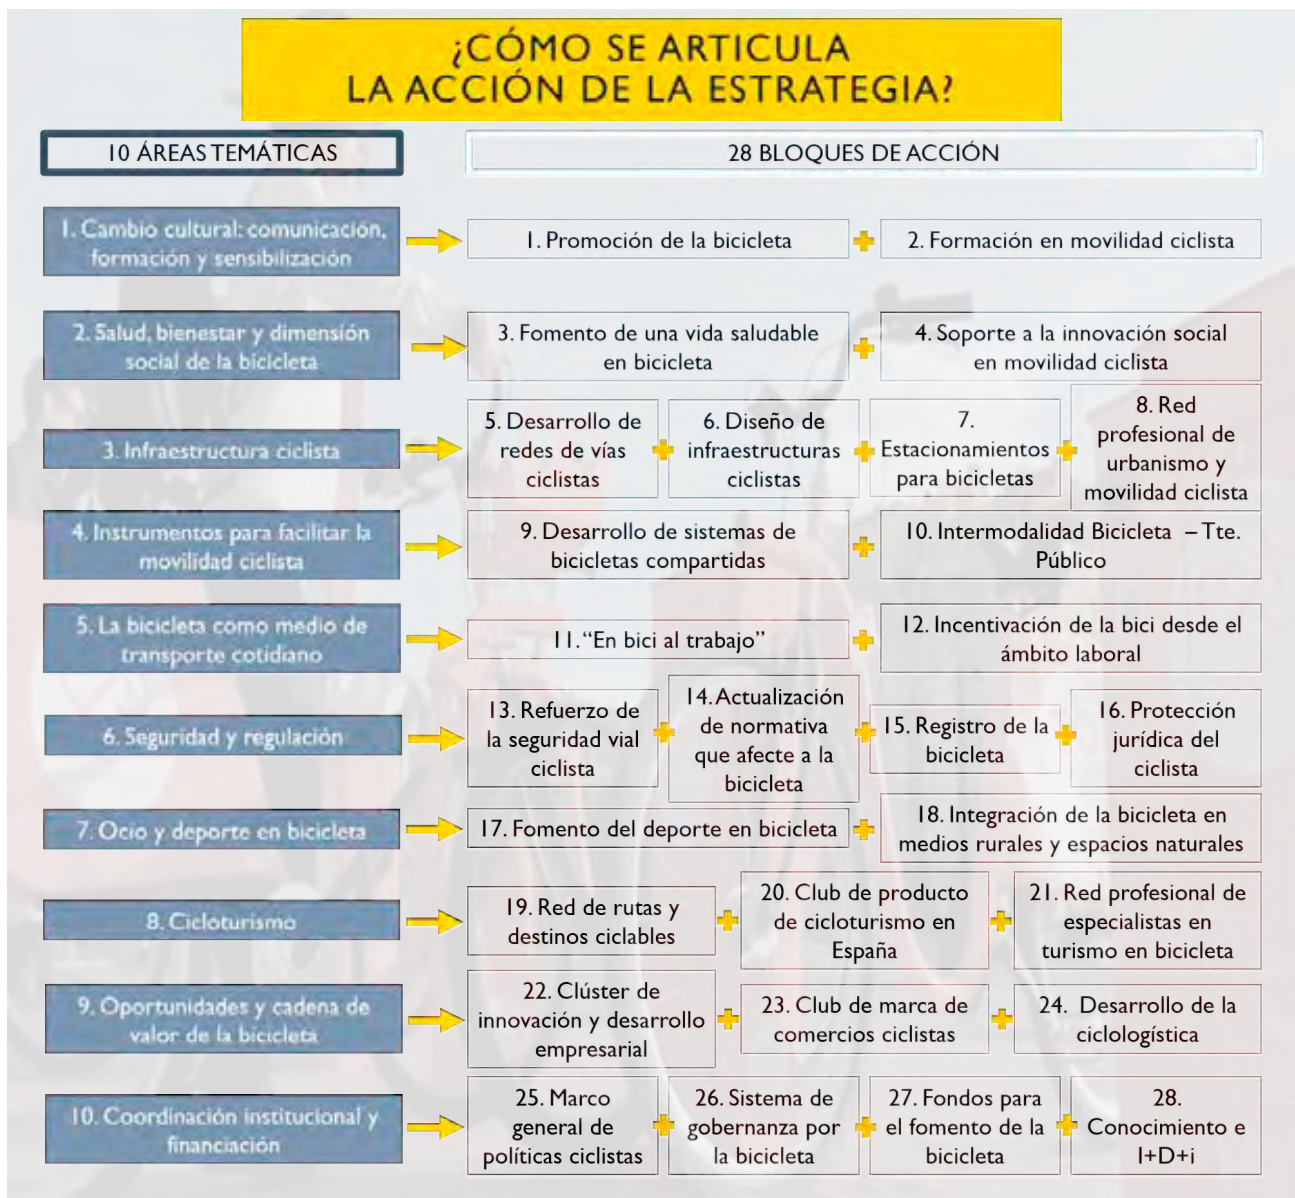 ¿CÓMO SE ARTICULA
LA ACCIÓN DE LA ESTRATEGIA?
10 ÁREAS TEMÁTICAS
28 BLOQUES DE ACCIÓN
1. Cambio cultural: comunicación,
formación y sensibilización
1. Promoción de la bicicleta
2. Formación en movilidad ciclista
2. Salud, bienestar y dimensión
social de la bicicleta
3. Fomento de una vida saludable
en bicicleta
4. Soporte a la innovación social
en movilidad ciclista
3. Infraestructura ciclista
5. Desarrollo de
redes de vías
ciclistas
6. Diseño de
infraestructuras
ciclistas
7.
Estacionamientos
para bicicletas
8. Red
profesional de
urbanismo y
movilidad ciclista
4. Instrumentos para facilitar la
movilidad ciclista
9. Desarrollo de sistemas de
bicicletas compartidas
10. Intermodalidad Bicicleta – Tte.
Público
5. La bicicleta como medio de
transporte cotidiano
11. “En bici al trabajo”
12. Incentivación de la bici desde el
ámbito laboral
6. Seguridad y regulación
13. Refuerzo de
la seguridad vial
ciclista
14. Actualización
de normativa
que afecte a la
bicicleta
15. Registro de la
bicicleta
16. Protección
jurídica del
ciclista
7. Ocio y deporte en bicicleta
17. Fomento del deporte en bicicleta
18. Integración de la bicicleta en
medios rurales y espacios naturales
8. Cicloturismo
19. Red de rutas y
destinos ciclables
20. Club de producto
de cicloturismo en
España
21. Red profesional de
especialistas en
turismo en bicicleta
9. Oportunidades y cadena de
valor de la bicicleta
22. Clúster de
innovación y desarrollo
empresarial
23. Club de marca de
comercios ciclistas
24. Desarrollo de la
ciclologística
10. Coordinación institucional y
financiación
25. Marco
general de
políticas ciclistas
26. Sistema de
gobernanza por
la bicicleta
27. Fondos para
el fomento de la
bicicleta
28.
Conocimiento e
I+D+i